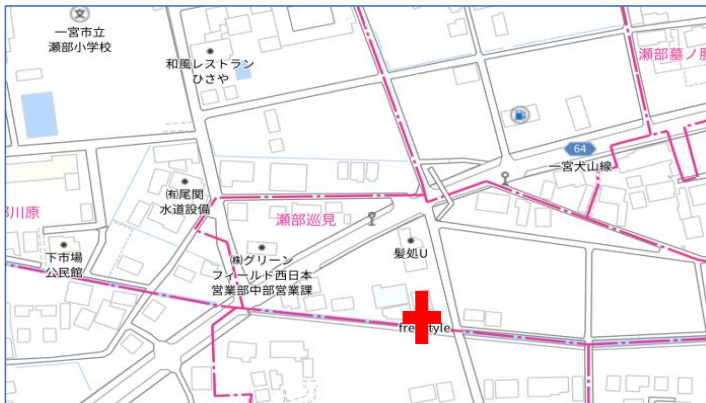 一宮市立
瀬部小学校
和風レストラン
ひさや
瀬部墓ノ
64
一宮犬山線
㈲尾関
水道設備
川原
瀬部巡見
下市場
公民館
㈱グリーン
フィールド西日本
営業部中部営業課
髪処U
freestyle